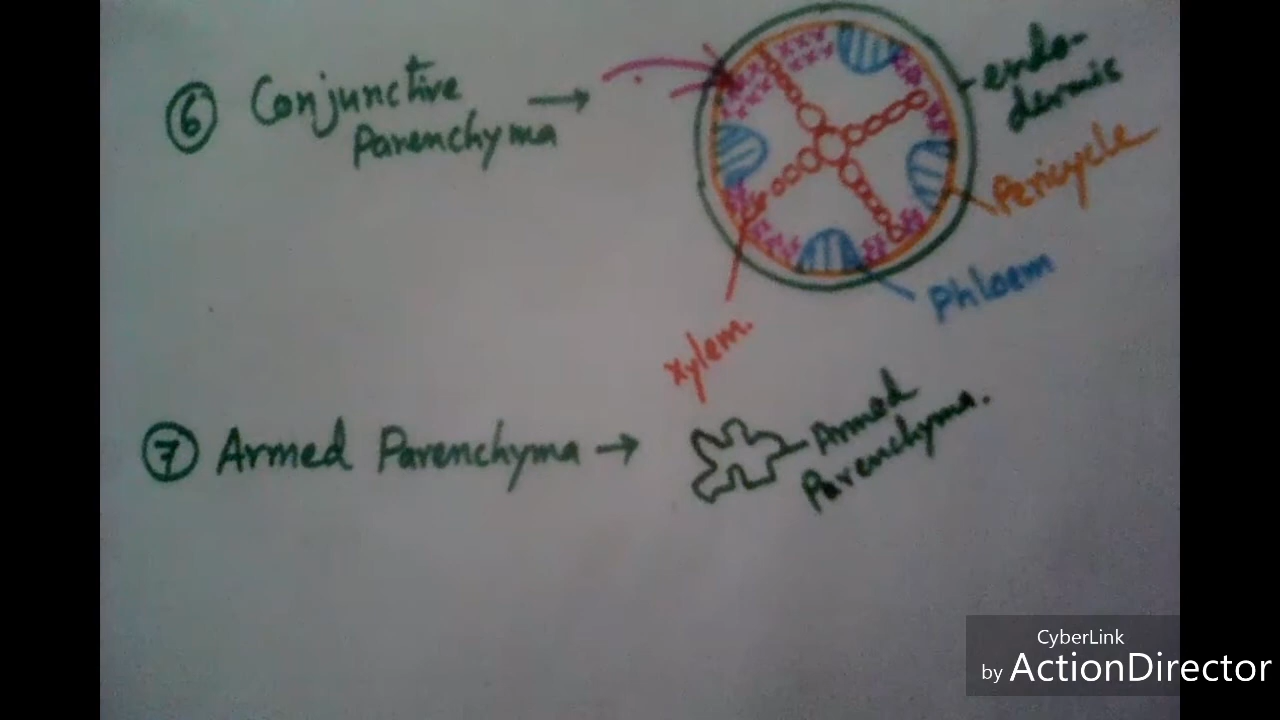 6 Conjunctive
Parenchyma →
endo-
dermis
Pericycle
Phloem
Xylem.
7 Armed Parenchyma →
Armed
Parenchyma.
CyberLink
by ActionDirector